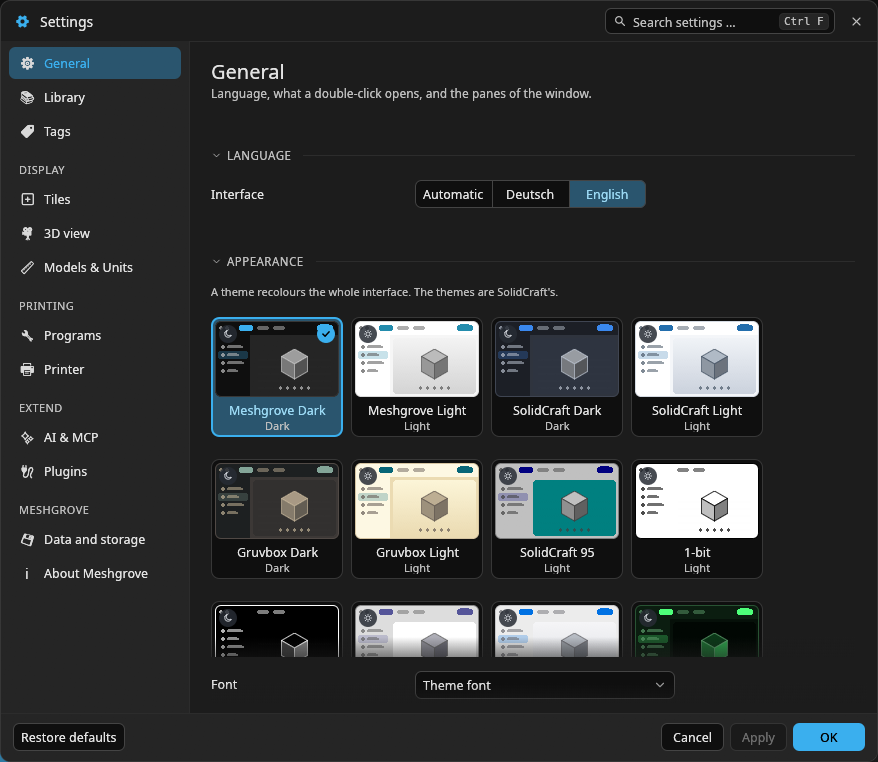 Settings
Search settings ...
Ctrl F
General
Library
Tags
DISPLAY
Tiles
3D view
Models & Units
PRINTING
Programs
Printer
EXTEND
AI & MCP
Plugins
MESHGROVE
Data and storage
About Meshgrove
General
Language, what a double-click opens, and the panes of the window.
LANGUAGE
Interface
Automatic
Deutsch
English
APPEARANCE
A theme recolours the whole interface. The themes are SolidCraft's.
Meshgrove Dark
Dark
Meshgrove Light
Light
SolidCraft Dark
Dark
SolidCraft Light
Light
Gruvbox Dark
Dark
Gruvbox Light
Light
SolidCraft 95
Light
1-bit
Light
Font
Theme font
Restore defaults
Cancel
Apply
OK